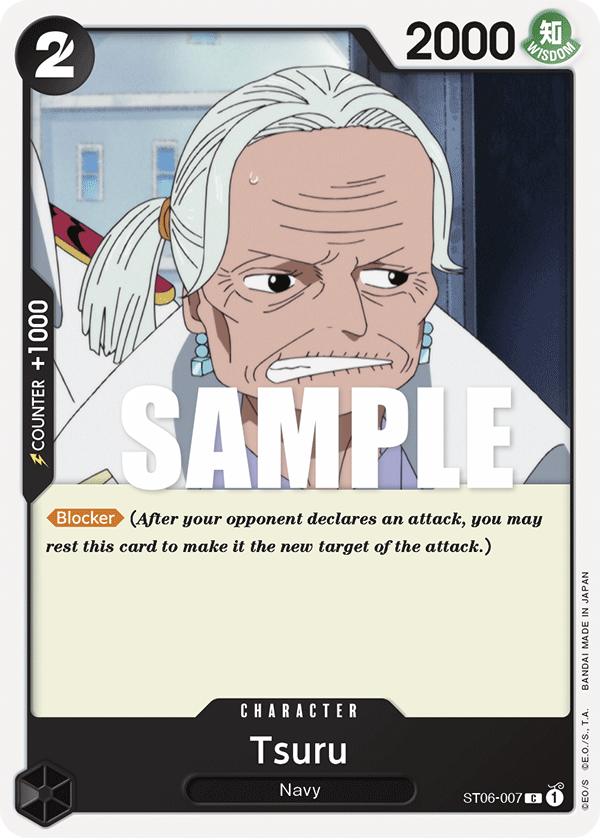 2
2000
知
WISDOM
COUNTER +1000
SAMPLE
Blocker (After your opponent declares an attack, you may
rest this card to make it the new target of the attack.)
CHARACTER
Tsuru
Navy
ST06-007 C 1
©EO/S ©E.O./S., T.A. BANDAI MADE IN JAPAN